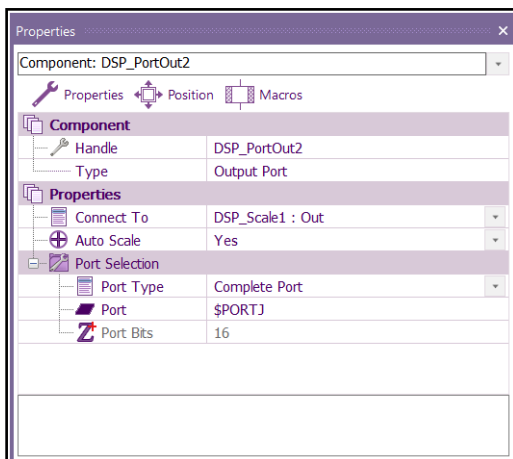 Properties
Component: DSP_PortOut2
Properties Position Macros
Component
Handle DSP_PortOut2
Type Output Port
Properties
Connect To DSP_Scale1 : Out
Auto Scale Yes
Port Selection
Port Type Complete Port
Port $PORTJ
Port Bits 16